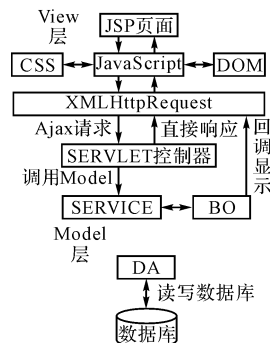 View
层
JSP页面
CSS
JavaScript
DOM
XMLHttpRequest
Ajax请求
直接响应
回调显示
SERVLET控制器
调用Model
SERVICE
BO
Model
层
DA
读写数据库
数据库